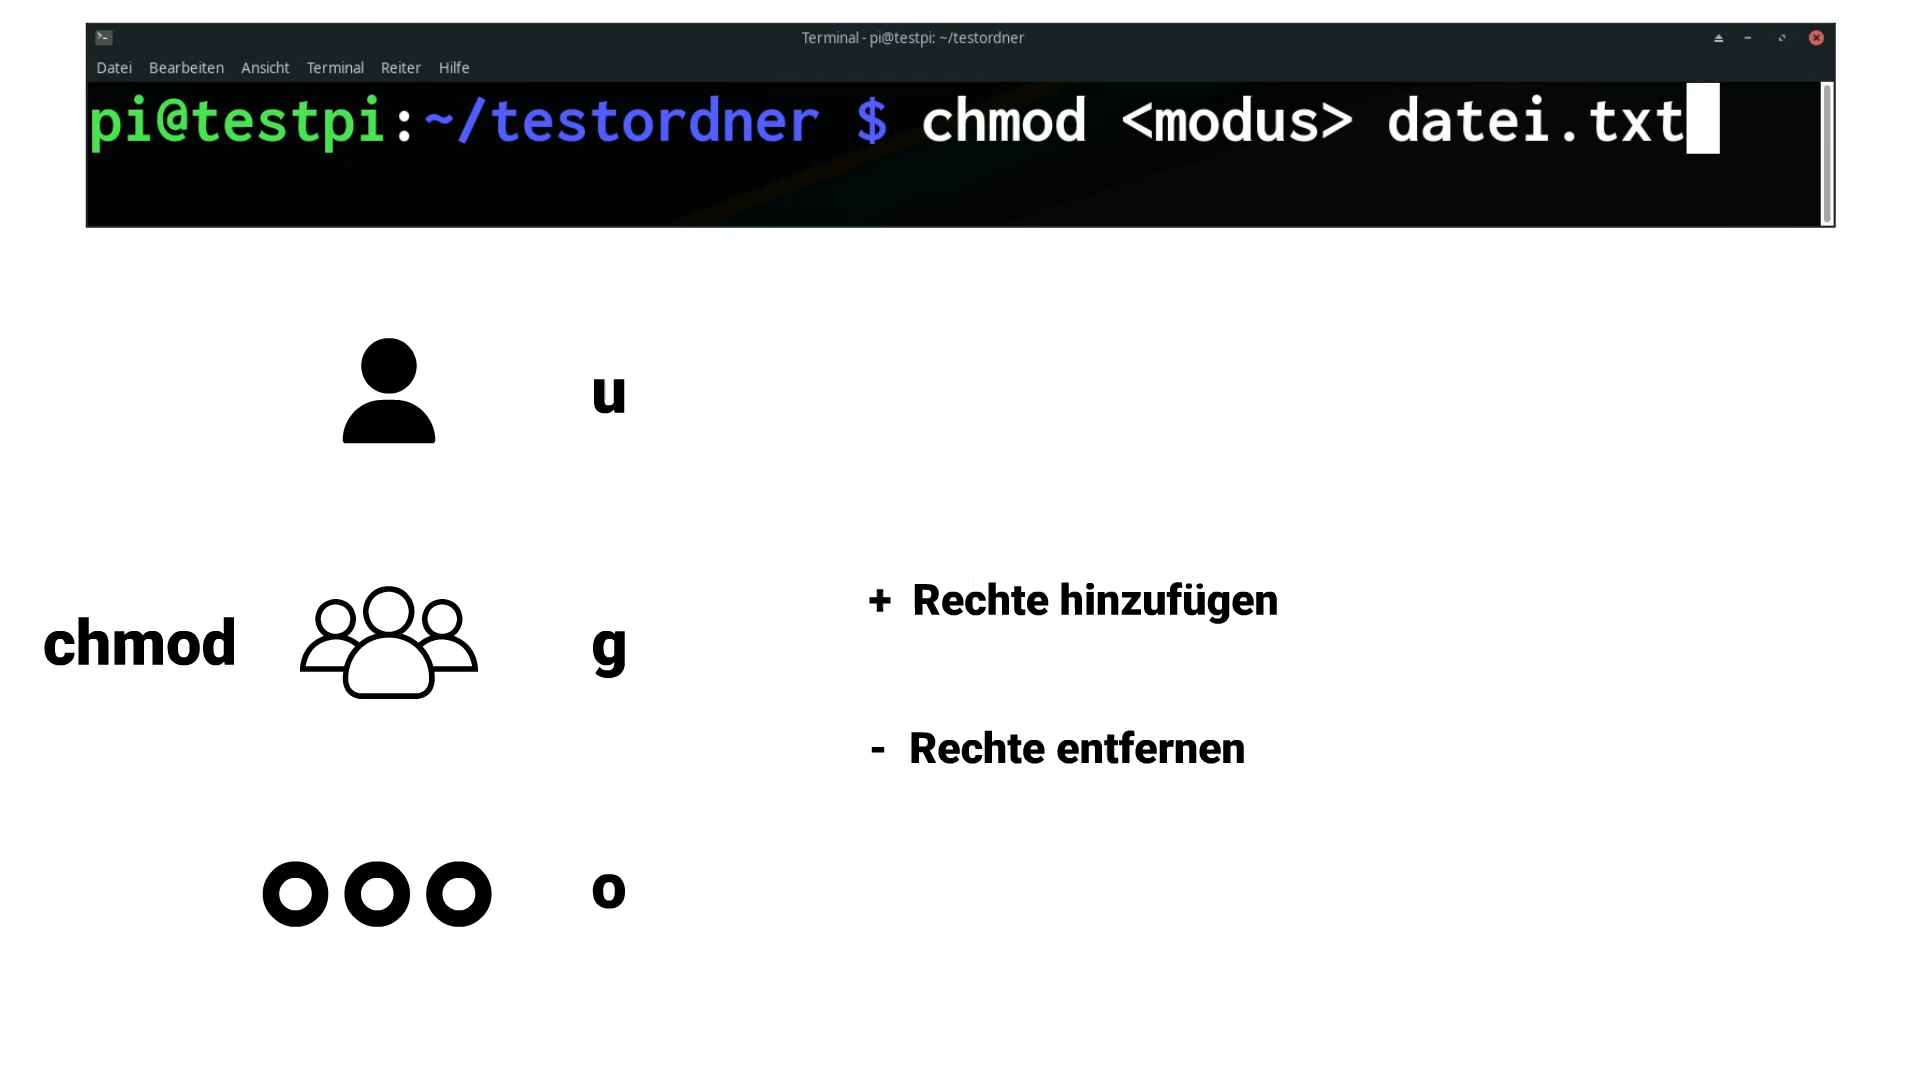 Terminal - pi@testpi: ~/testordner
Datei Bearbeiten Ansicht Terminal Reiter Hilfe
pi@testpi:~/testordner $ chmod <modus> datei.txt
u
+ Rechte hinzufügen
chmod g
- Rechte entfernen
o